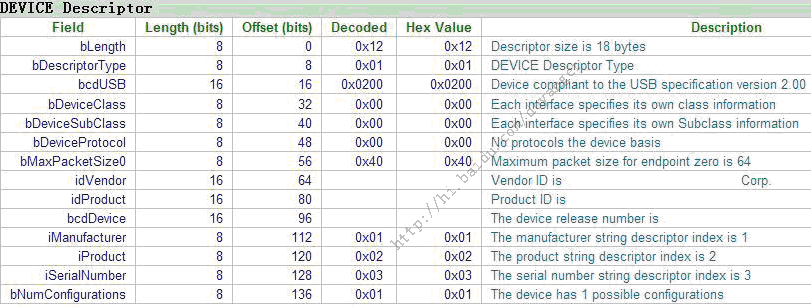 DEVICE Descriptor
Field Length (bits) Offset (bits) Decoded Hex Value Description
bLength 8 0 0x12 0x12 Descriptor size is 18 bytes
bDescriptorType 8 8 0x01 0x01 DEVICE Descriptor Type
bcdUSB 16 16 0x0200 0x0200 Device compliant to the USB specification version 2.00
bDeviceClass 8 32 0x00 0x00 Each interface specifies its own class information
bDeviceSubClass 8 40 0x00 0x00 Each interface specifies its own Subclass information
bDeviceProtocol 8 48 0x00 0x00 No protocols the device basis
bMaxPacketSize0 8 56 0x40 0x40 Maximum packet size for endpoint zero is 64
idVendor 16 64 Vendor ID is Corp.
idProduct 16 80 Product ID is
bcdDevice 16 96 The device release number is
iManufacturer 8 112 0x01 0x01 The manufacturer string descriptor index is 1
iProduct 8 120 0x02 0x02 The product string descriptor index is 2
iSerialNumber 8 128 0x03 0x03 The serial number string descriptor index is 3
bNumConfigurations 8 136 0x01 0x01 The device has 1 possible configurations